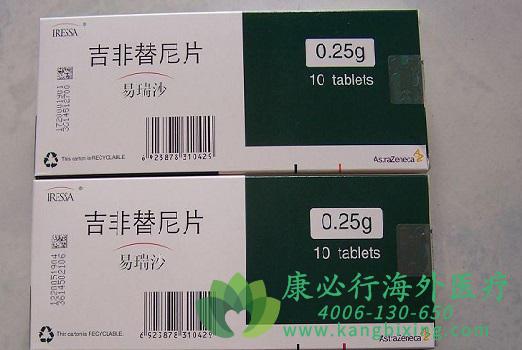 IRESSA
吉非替尼片
易瑞沙
0.25g
10 tablets
This carton is RECYCLABLE.
6 923878 310429
AstraZeneca
IRESSA
吉非替尼片
易瑞沙
0.25g
10 tablets
This carton is RECYCLABLE.
6 923878 310429
AstraZeneca
康必行海外医疗
4006-130-650
www.kangbixing.com